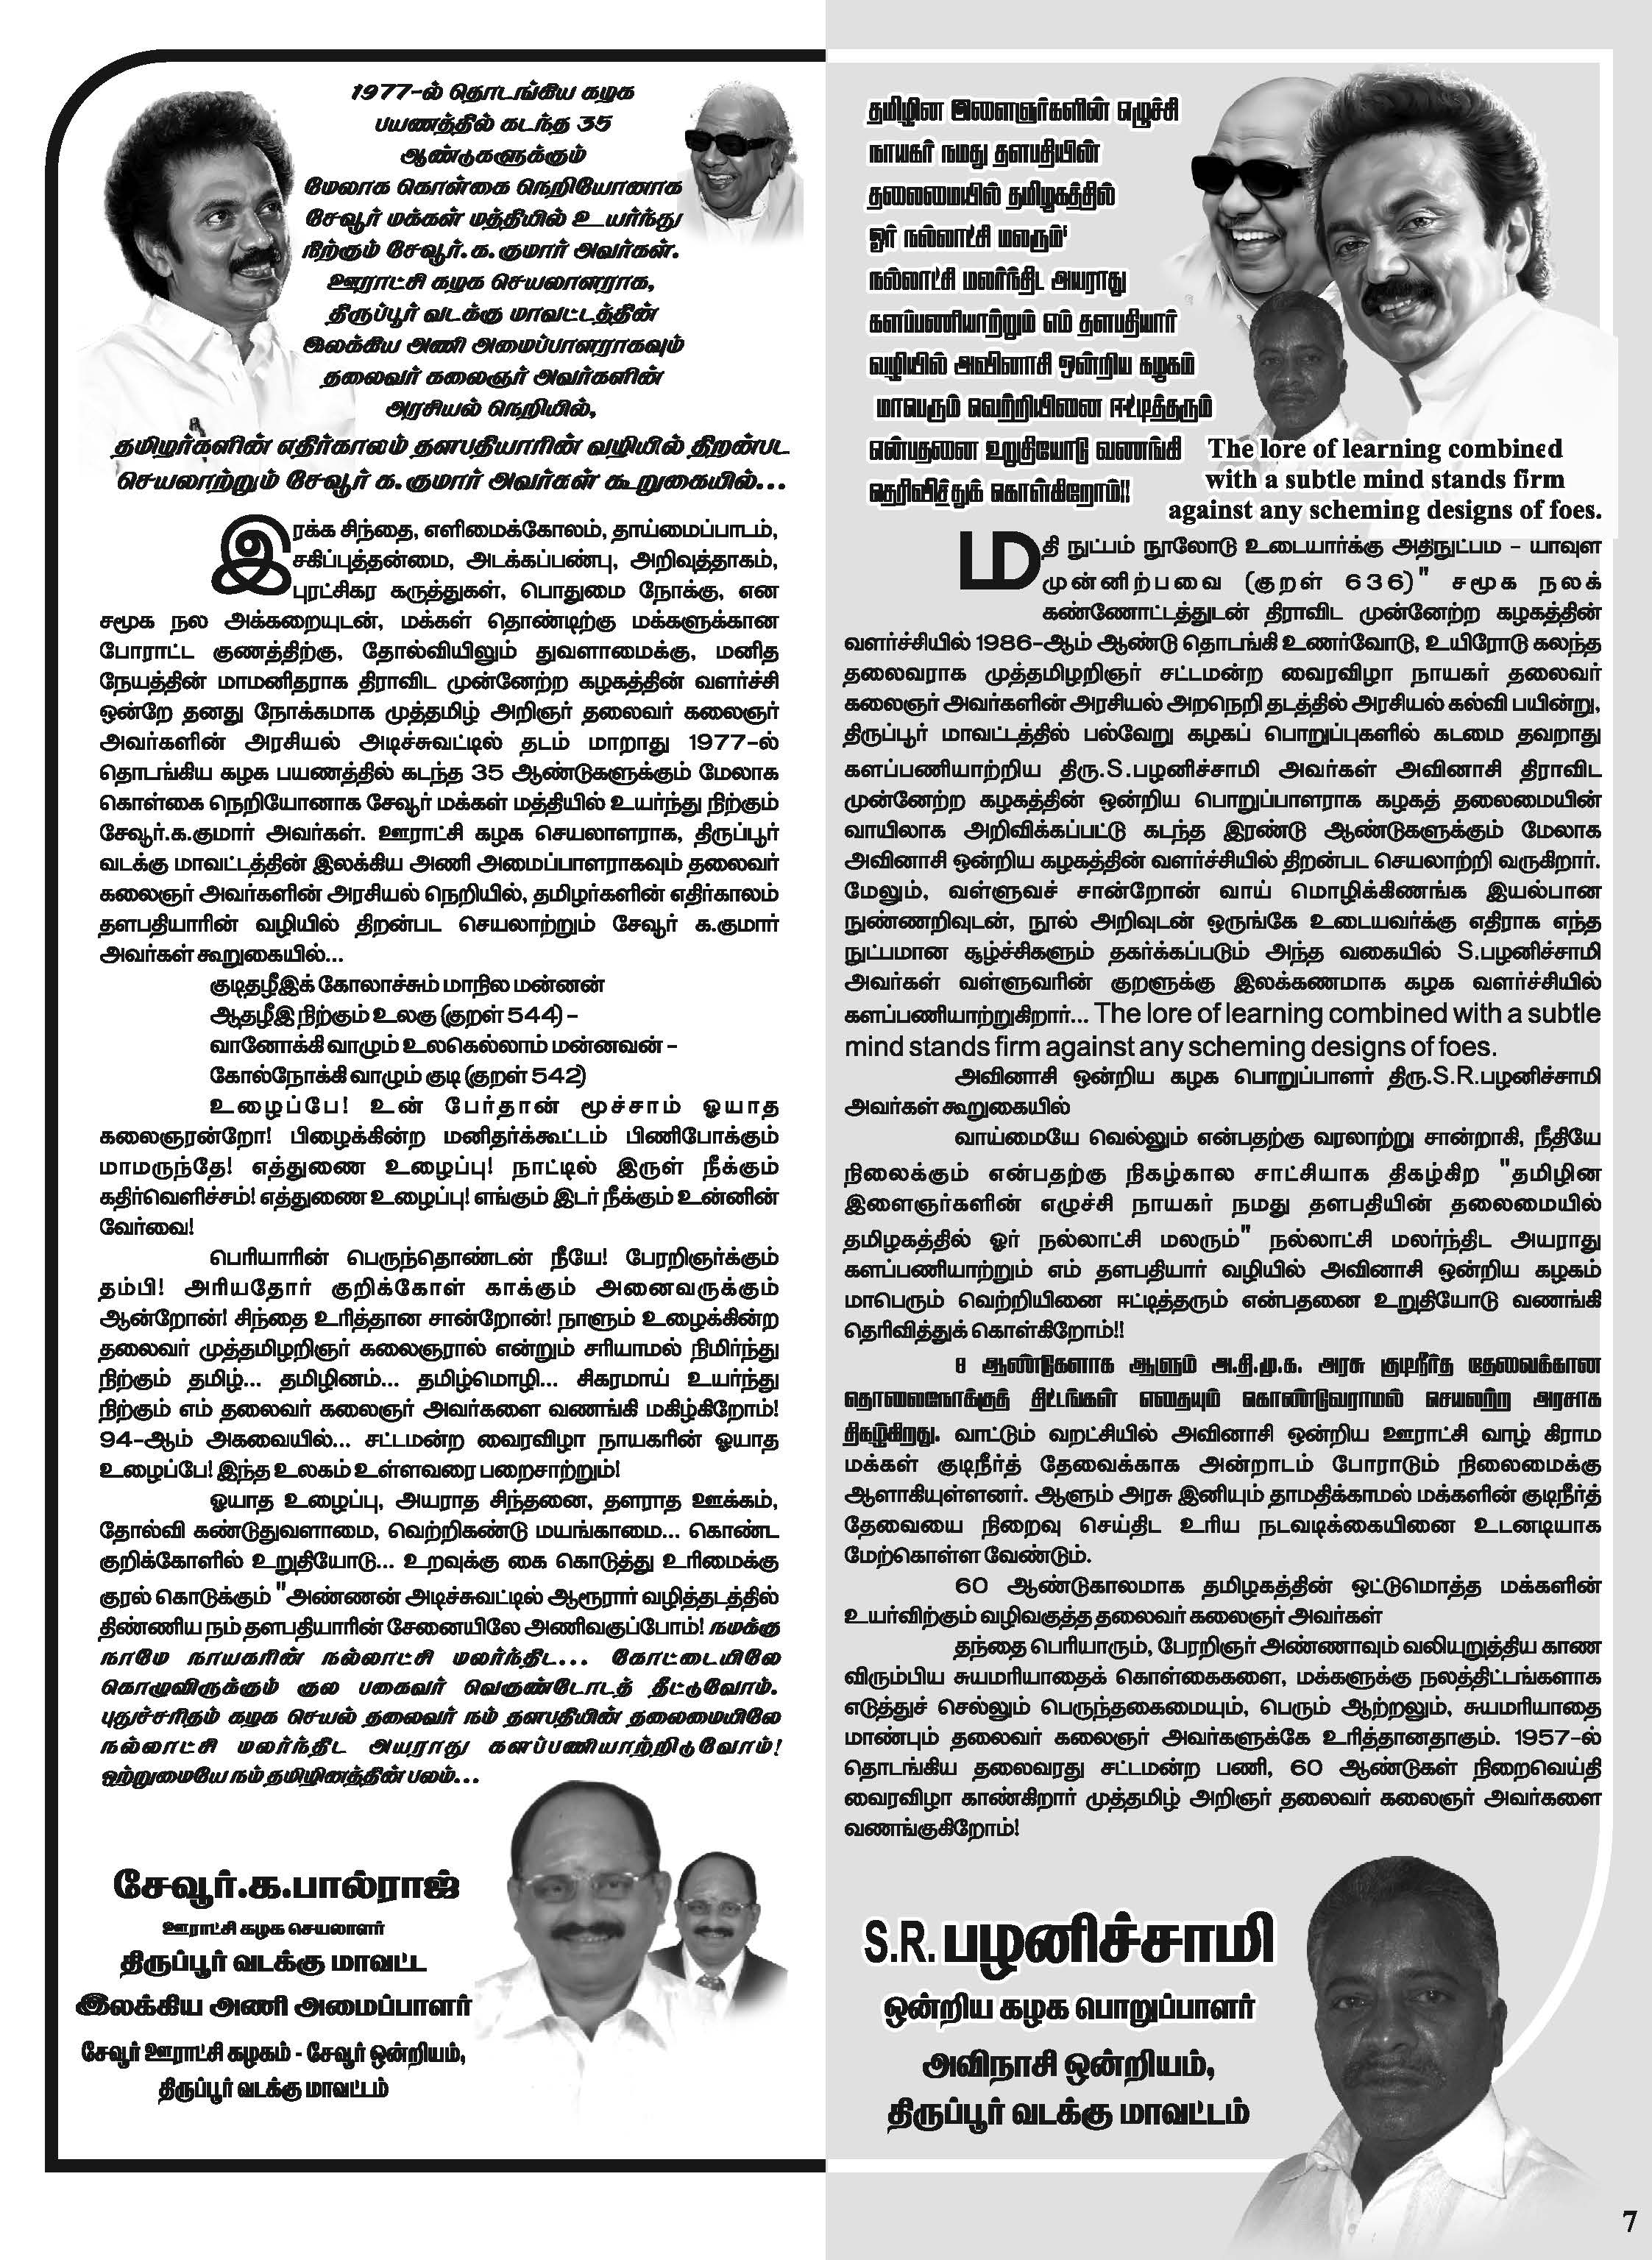 1977-ல் தொடங்கிய கழக
பயணத்தில் கடந்த 35
ஆண்டுகளுக்கும்
மேலாக கொள்கை நெறியோனாக
சேவூர் மக்கள் மத்தியில் உயர்ந்து
நிற்கும் சேவூர்.க.குமார் அவர்கள்.
ஊராட்சி கழக செயலாளராக,
திருப்பூர் வடக்கு மாவட்டத்தின்
இலக்கிய அணி அமைப்பாளராகவும்
தலைவர் கலைஞர் அவர்களின்
அரசியல் நெறியில்,
தமிழர்களின் எதிர்காலம் தளபதியாரின் வழியில் திறன்பட
செயலாற்றும் சேவூர் க.குமார் அவர்கள் கூறுகையில்...
இரக்க சிந்தை, எளிமைக்கோலம், தாய்மைப்பாடம்,
சகிப்புத்தன்மை, அடக்கப்பண்பு, அறிவுத்தாகம்,
புரட்சிகர கருத்துகள், பொதுமை நோக்கு, என
சமூக நல அக்கறையுடன், மக்கள் தொண்டிற்கு மக்களுக்கான
போராட்ட குணத்திற்கு, தோல்வியிலும் துவளாமைக்கு, மனித
நேயத்தின் மாமனிதராக திராவிட முன்னேற்ற கழகத்தின் வளர்ச்சி
ஒன்றே தனது நோக்கமாக முத்தமிழ் அறிஞர் தலைவர் கலைஞர்
அவர்களின் அரசியல் அடிச்சுவட்டில் தடம் மாறாது 1977-ல்
தொடங்கிய கழக பயணத்தில் கடந்த 35 ஆண்டுகளுக்கும் மேலாக
கொள்கை நெறியோனாக சேவூர் மக்கள் மத்தியில் உயர்ந்து நிற்கும்
சேவூர்.க.குமார் அவர்கள். ஊராட்சி கழக செயலாளராக, திருப்பூர்
வடக்கு மாவட்டத்தின் இலக்கிய அணி அமைப்பாளராகவும் தலைவர்
கலைஞர் அவர்களின் அரசியல் நெறியில், தமிழர்களின் எதிர்காலம்
தளபதியாரின் வழியில் திறன்பட செயலாற்றும் சேவூர் க.குமார்
அவர்கள் கூறுகையில்...
குடிதழீஇக் கோலாச்சும் மாநில மன்னன்
ஆதழீஇ நிற்கும் உலகு (குறள் 544) -
வானோக்கி வாழும் உலகெல்லாம் மன்னவன் -
கோல்நோக்கி வாழும் குடி (குறள் 542)
உழைப்பே! உன் பேர்தான் மூச்சாம் ஓயாத
கலைஞரன்றோ! பிழைக்கின்ற மனிதர்க்கூட்டம் பிணிபோக்கும்
மாமருந்தே! எத்துணை உழைப்பு! நாட்டில் இருள் நீக்கும்
கதிர்வெளிச்சம்! எத்துணை உழைப்பு! எங்கும் இடர் நீக்கும் உன்னின்
வேர்வை!
பெரியாரின் பெருந்தொண்டன் நீயே! பேரறிஞர்க்கும்
தம்பி! அரியதோர் குறிக்கோள் காக்கும் அனைவருக்கும்
ஆன்றோன்! சிந்தை உரித்தான சான்றோன்! நாளும் உழைக்கின்ற
தலைவர் முத்தமிழறிஞர் கலைஞரால் என்றும் சரியாமல் நிமிர்ந்து
நிற்கும் தமிழ்... தமிழினம்... தமிழ்மொழி... சிகரமாய் உயர்ந்து
நிற்கும் எம் தலைவர் கலைஞர் அவர்களை வணங்கி மகிழ்கிறோம்!
94-ஆம் அகவையில்... சட்டமன்ற வைரவிழா நாயகரின் ஓயாத
உழைப்பே! இந்த உலகம் உள்ளவரை பறைசாற்றும்!
ஓயாத உழைப்பு, அயராத சிந்தனை, தளராத ஊக்கம்,
தோல்வி கண்டுதுவளாமை, வெற்றிகண்டு மயங்காமை... கொண்ட
குறிக்கோளில் உறுதியோடு... உறவுக்கு கை கொடுத்து உரிமைக்கு
குரல் கொடுக்கும் "அண்ணன் அடிச்சுவட்டில் ஆரூரார் வழித்தடத்தில்
திண்ணிய நம் தளபதியாரின் சேனையிலே அணிவகுப்போம்! நமக்கு
நாமே நாயகரின் நல்லாட்சி மலர்ந்திட... கோட்டையிலே
கொழுவிருக்கும் குல பகைவர் வெகுண்டோடத் தீட்டுவோம்.
புதுச்சரிதம் கழக செயல் தலைவர் நம் தளபதியின் தலைமையிலே
நல்லாட்சி மலர்ந்திட அயராது களப்பணியாற்றிடுவோம்!
ஒற்றுமையே நம் தமிழினத்தின் பலம்...
சேவூர்.க.பால்ராஜ்
ஊராட்சி கழக செயலாளர்
திருப்பூர் வடக்கு மாவட்ட
இலக்கிய அணி அமைப்பாளர்
சேவூர் ஊராட்சி கழகம் - சேவூர் ஒன்றியம்,
திருப்பூர் வடக்கு மாவட்டம்
தமிழின இளைஞர்களின் எழுச்சி
நாயகர் நமது தளபதியின்
தலைமையில் தமிழகத்தில்
ஓர் நல்லாட்சி மலரும்'
நல்லாட்சி மலர்ந்திட அயராது
களப்பணியாற்றும் எம் தளபதியார்
வழியில் அவினாசி ஒன்றிய கழகம்
மாபெரும் வெற்றியினை ஈட்டித்தரும்
என்பதனை உறுதியோடு வணங்கி
தெரிவித்துக் கொள்கிறோம்!!
The lore of learning combined
with a subtle mind stands firm
against any scheming designs of foes.
மதி நுட்பம் நூலோடு உடையார்க்கு அதிநுட்பம் - யாவுள
முன்னிற்பவை (குறள் 636)" சமூக நலக்
கண்ணோட்டத்துடன் திராவிட முன்னேற்ற கழகத்தின்
வளர்ச்சியில் 1986-ஆம் ஆண்டு தொடங்கி உணர்வோடு, உயிரோடு கலந்த
தலைவராக முத்தமிழறிஞர் சட்டமன்ற வைரவிழா நாயகர் தலைவர்
கலைஞர் அவர்களின் அரசியல் அறநெறி தடத்தில் அரசியல் கல்வி பயின்று,
திருப்பூர் மாவட்டத்தில் பல்வேறு கழகப் பொறுப்புகளில் கடமை தவறாது
களப்பணியாற்றிய திரு.S.பழனிச்சாமி அவர்கள் அவினாசி திராவிட
முன்னேற்ற கழகத்தின் ஒன்றிய பொறுப்பாளராக கழகத் தலைமையின்
வாயிலாக அறிவிக்கப்பட்டு கடந்த இரண்டு ஆண்டுகளுக்கும் மேலாக
அவினாசி ஒன்றிய கழகத்தின் வளர்ச்சியில் திறன்பட செயலாற்றி வருகிறார்.
மேலும், வள்ளுவச் சான்றோன் வாய் மொழிக்கிணங்க இயல்பான
நுண்ணறிவுடன், நூல் அறிவுடன் ஒருங்கே உடையவர்க்கு எதிராக எந்த
நுட்பமான சூழ்ச்சிகளும் தகர்க்கப்படும் அந்த வகையில் S.பழனிச்சாமி
அவர்கள் வள்ளுவரின் குறளுக்கு இலக்கணமாக கழக வளர்ச்சியில்
களப்பணியாற்றுகிறார்... The lore of learning combined with a subtle
mind stands firm against any scheming designs of foes.
அவினாசி ஒன்றிய கழக பொறுப்பாளர் திரு.S.R.பழனிச்சாமி
அவர்கள் கூறுகையில்
வாய்மையே வெல்லும் என்பதற்கு வரலாற்று சான்றாகி, நீதியே
நிலைக்கும் என்பதற்கு நிகழ்கால சாட்சியாக திகழ்கிற "தமிழின
இளைஞர்களின் எழுச்சி நாயகர் நமது தளபதியின் தலைமையில்
தமிழகத்தில் ஓர் நல்லாட்சி மலரும்" நல்லாட்சி மலர்ந்திட அயராது
களப்பணியாற்றும் எம் தளபதியார் வழியில் அவினாசி ஒன்றிய கழகம்
மாபெரும் வெற்றியினை ஈட்டித்தரும் என்பதனை உறுதியோடு வணங்கி
தெரிவித்துக் கொள்கிறோம்!!
8 ஆண்டுகளாக ஆளும் அ.தி.மு.க. அரசு குடிநீர்த தேவைக்கான
தொலைநோக்குத் திட்டங்கள் எதையும் கொண்டுவராமல் செயலற்ற அரசாக
திகழ்கிறது. வாட்டும் வறட்சியில் அவினாசி ஒன்றிய ஊராட்சி வாழ் கிராம
மக்கள் குடிநீர்த் தேவைக்காக அன்றாடம் போராடும் நிலைமைக்கு
ஆளாகியுள்ளனர். ஆளும் அரசு இனியும் தாமதிக்காமல் மக்களின் குடிநீர்த்
தேவையை நிறைவு செய்திட உரிய நடவடிக்கையினை உடனடியாக
மேற்கொள்ள வேண்டும்.
60 ஆண்டுகாலமாக தமிழகத்தின் ஒட்டுமொத்த மக்களின்
உயர்விற்கும் வழிவகுத்த தலைவர் கலைஞர் அவர்கள்
தந்தை பெரியாரும், பேரறிஞர் அண்ணாவும் வலியுறுத்திய காண
விரும்பிய சுயமரியாதைக் கொள்கைகளை, மக்களுக்கு நலத்திட்டங்களாக
எடுத்துச் செல்லும் பெருந்தகைமையும், பெரும் ஆற்றலும், சுயமரியாதை
மாண்பும் தலைவர் கலைஞர் அவர்களுக்கே உரித்தானதாகும். 1957-ல்
தொடங்கிய தலைவரது சட்டமன்ற பணி, 60 ஆண்டுகள் நிறைவெய்தி
வைரவிழா காண்கிறார் முத்தமிழ் அறிஞர் தலைவர் கலைஞர் அவர்களை
வணங்குகிறோம்!
S.R. பழனிச்சாமி
ஒன்றிய கழக பொறுப்பாளர்
அவிநாசி ஒன்றியம்,
திருப்பூர் வடக்கு மாவட்டம்
7